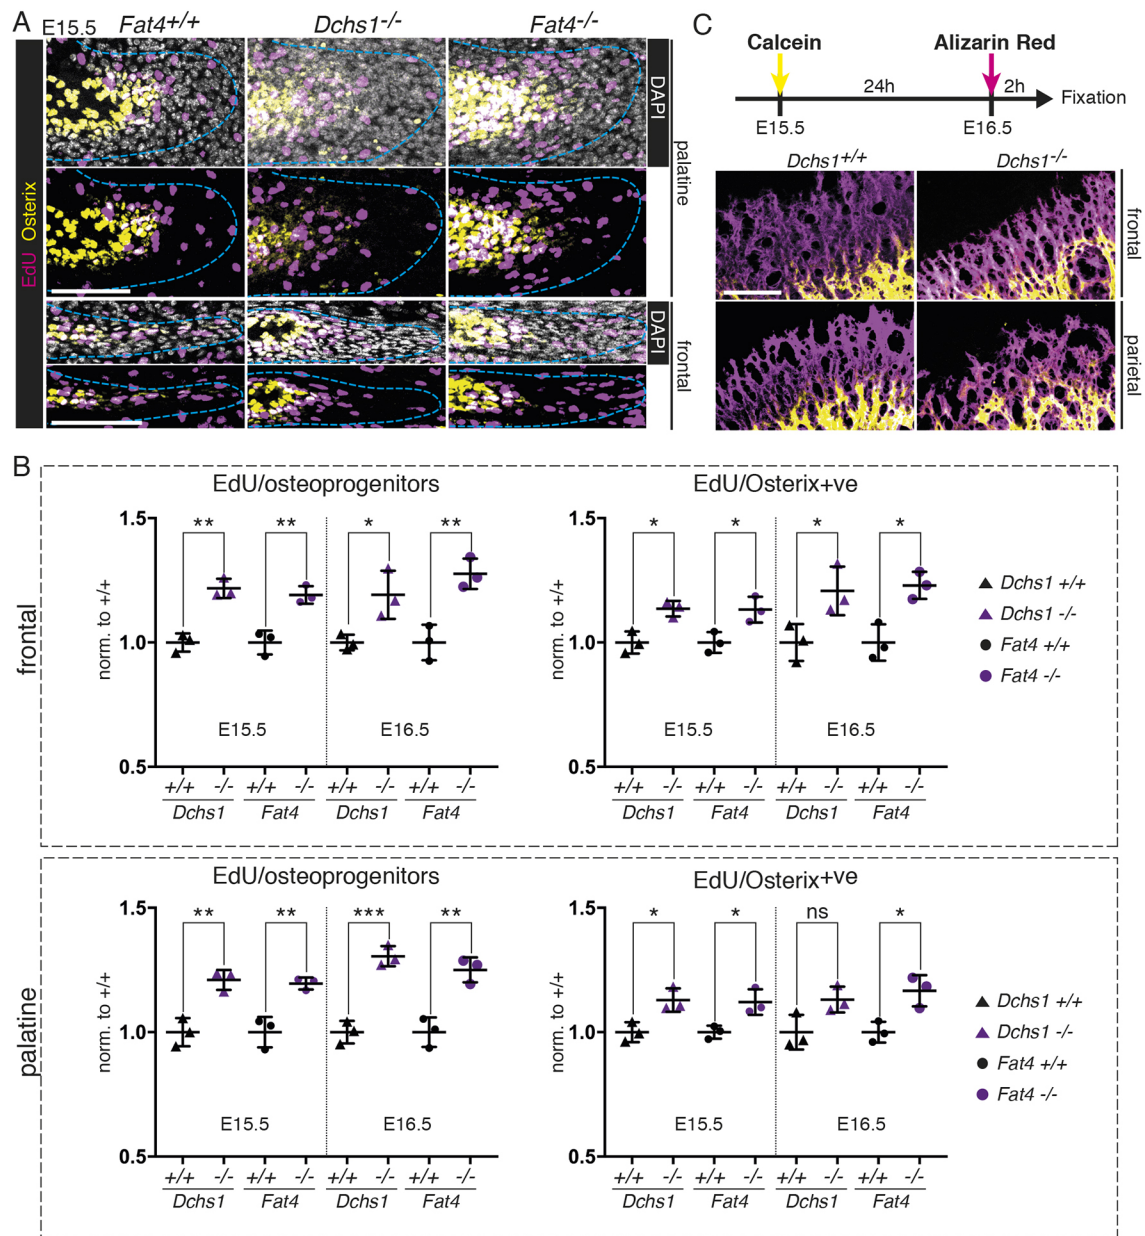 A
E15.5
Fat4+/+
Dchs1-/-
Fat4-/-
EdU Osterix
DAPI
palatine
DAPI
frontal
C
Calcein
Alizarin Red
24h
2h
Fixation
E15.5
E16.5
Dchs1+/+
Dchs1-/-
frontal
parietal
B
frontal
EdU/osteoprogenitors
norm. to +/+
1.5
1.0
0.5
** ** * **
E15.5 E16.5
+/+ -/- +/+ -/- +/+ -/- +/+ -/-
Dchs1 Fat4 Dchs1 Fat4
EdU/Osterix+ve
norm. to +/+
1.5
1.0
0.5
* * * *
E15.5 E16.5
+/+ -/- +/+ -/- +/+ -/- +/+ -/-
Dchs1 Fat4 Dchs1 Fat4
Dchs1 +/+
Dchs1 -/-
Fat4 +/+
Fat4 -/-
palatine
EdU/osteoprogenitors
norm. to +/+
1.5
1.0
0.5
** ** *** **
E15.5 E16.5
+/+ -/- +/+ -/- +/+ -/- +/+ -/-
Dchs1 Fat4 Dchs1 Fat4
EdU/Osterix+ve
norm. to +/+
1.5
1.0
0.5
* * ns *
E15.5 E16.5
+/+ -/- +/+ -/- +/+ -/- +/+ -/-
Dchs1 Fat4 Dchs1 Fat4
Dchs1 +/+
Dchs1 -/-
Fat4 +/+
Fat4 -/-